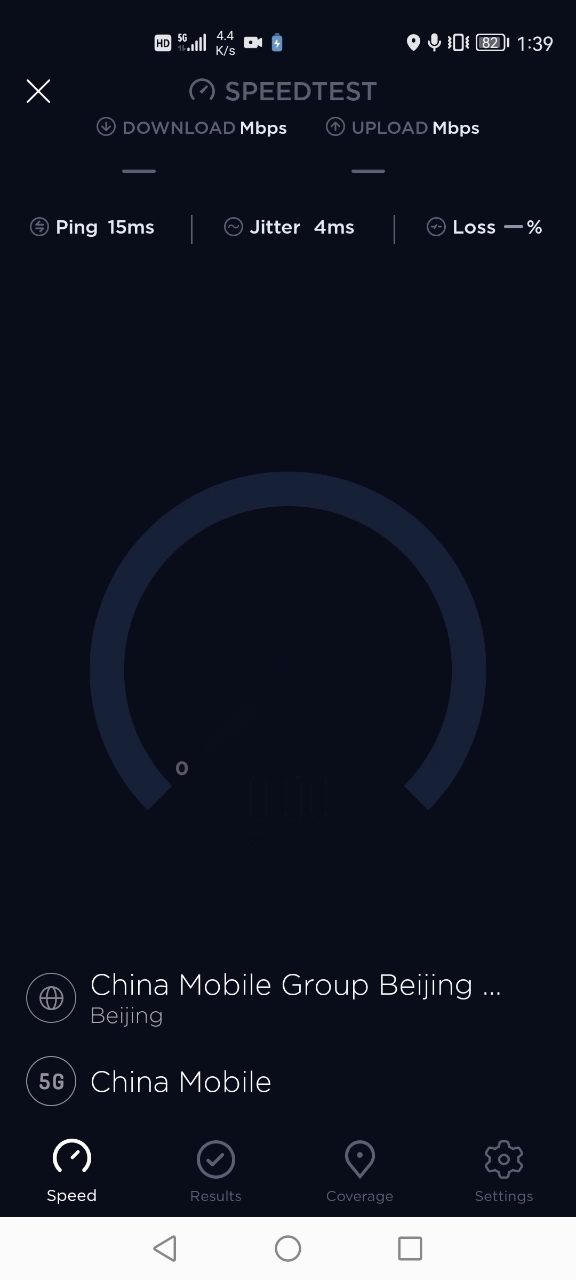 HD 5G 4.4 K/s 82 1:39
SPEEDTEST
DOWNLOAD Mbps UPLOAD Mbps
— —
Ping 15ms Jitter 4ms Loss — %
0
China Mobile Group Beijing ...
Beijing
5G China Mobile
Speed Results Coverage Settings